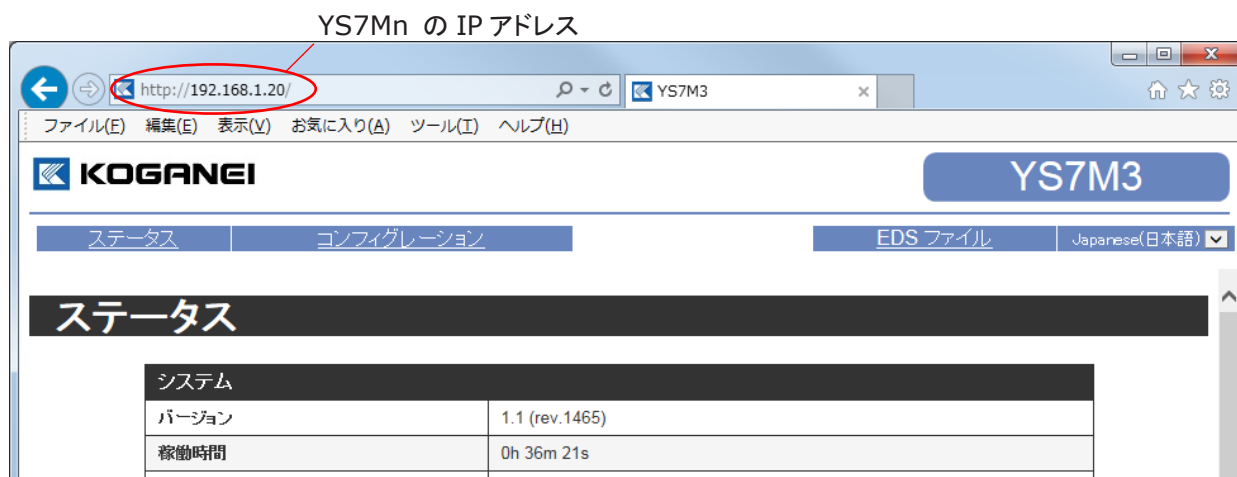 YS7Mn の IP アドレス
http://192.168.1.20/
YS7M3
ファイル(F) 編集(E) 表示(V) お気に入り(A) ツール(T) ヘルプ(H)
KOGANEI
YS7M3
ステータス コンフィグレーション EDS ファイル Japanese(日本語)
ステータス
システム
バージョン 1.1 (rev.1465)
稼働時間 0h 36m 21s